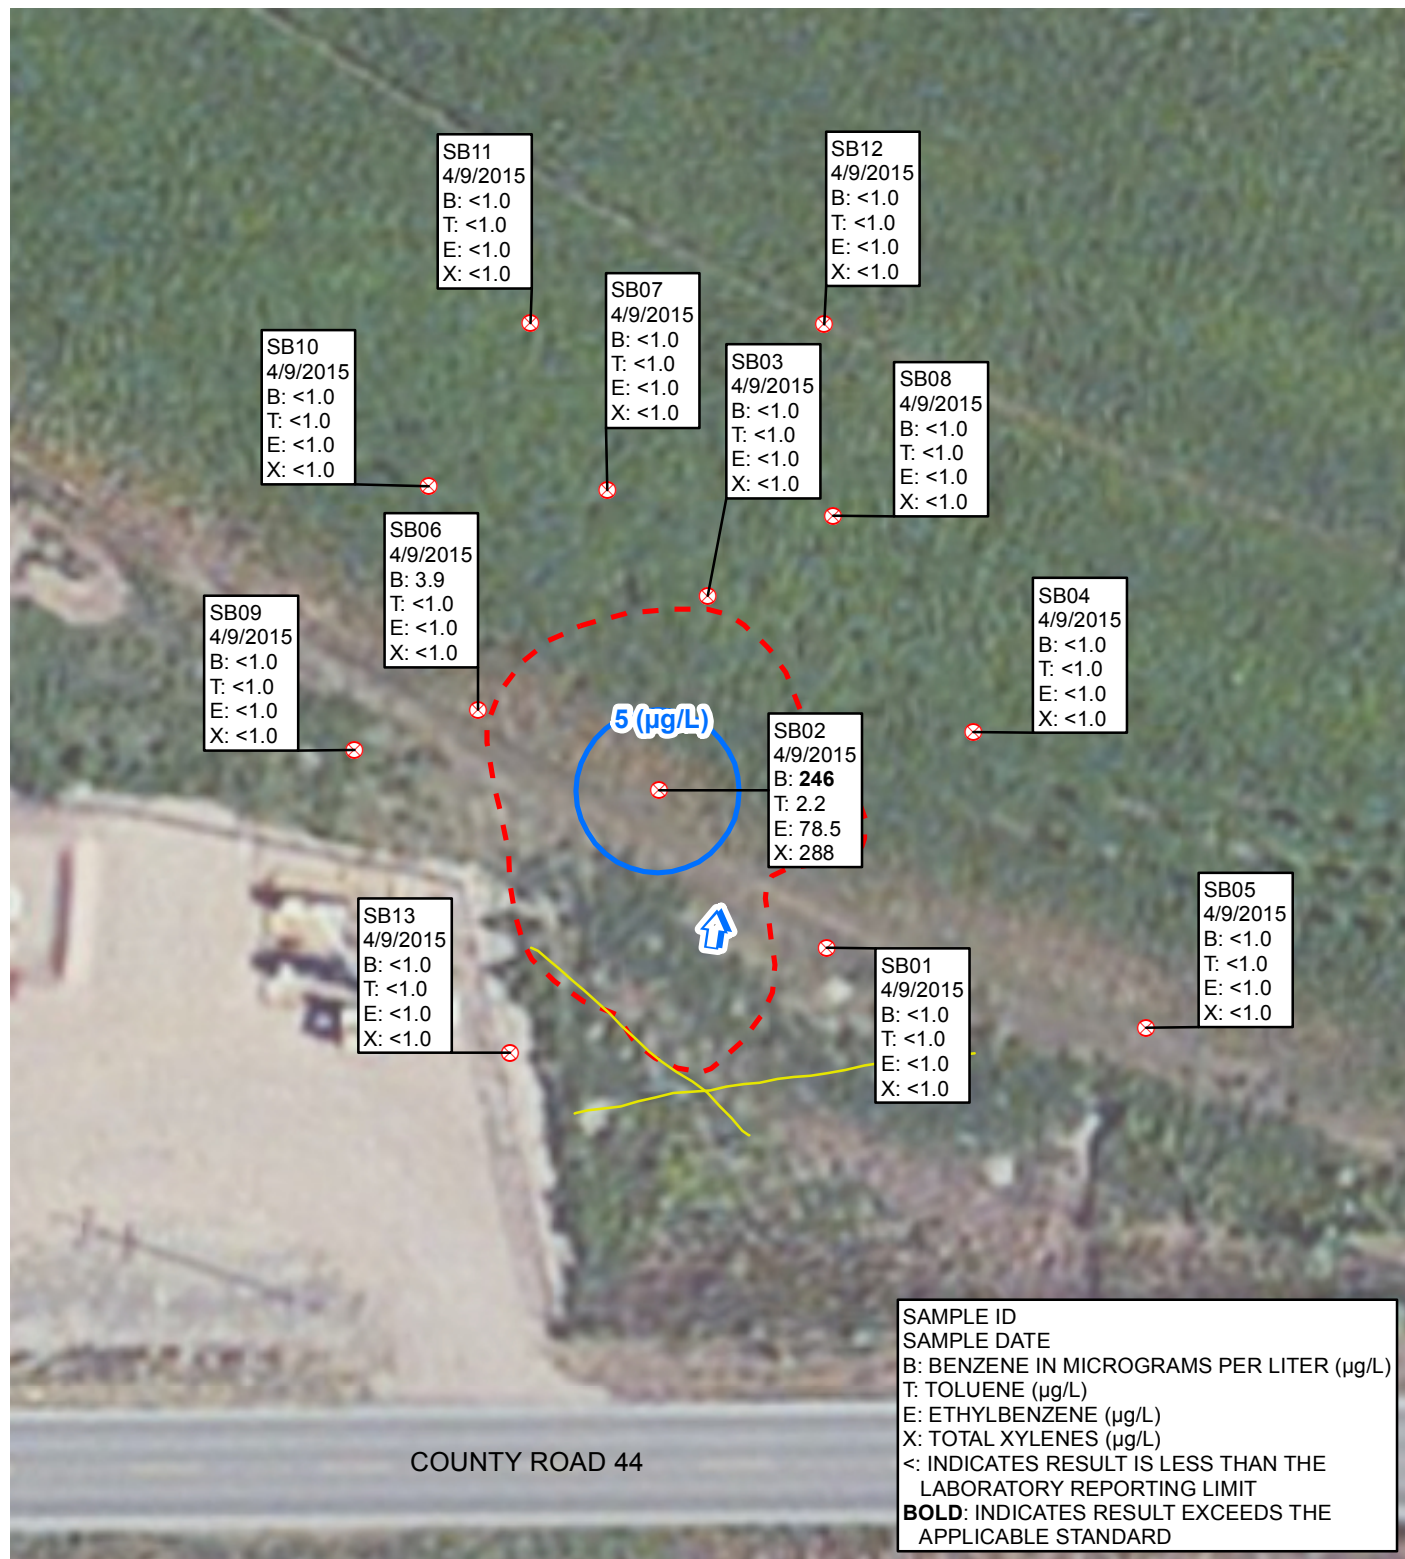 SB11
4/9/2015
B: <1.0
T: <1.0
E: <1.0
X: <1.0
SB12
4/9/2015
B: <1.0
T: <1.0
E: <1.0
X: <1.0
SB07
4/9/2015
B: <1.0
T: <1.0
E: <1.0
X: <1.0
SB10
4/9/2015
B: <1.0
T: <1.0
E: <1.0
X: <1.0
SB03
4/9/2015
B: <1.0
T: <1.0
E: <1.0
X: <1.0
SB08
4/9/2015
B: <1.0
T: <1.0
E: <1.0
X: <1.0
SB06
4/9/2015
B: 3.9
T: <1.0
E: <1.0
X: <1.0
SB09
4/9/2015
B: <1.0
T: <1.0
E: <1.0
X: <1.0
SB04
4/9/2015
B: <1.0
T: <1.0
E: <1.0
X: <1.0
5 (µg/L)
SB02
4/9/2015
B: 246
T: 2.2
E: 78.5
X: 288
SB13
4/9/2015
B: <1.0
T: <1.0
E: <1.0
X: <1.0
SB01
4/9/2015
B: <1.0
T: <1.0
E: <1.0
X: <1.0
SB05
4/9/2015
B: <1.0
T: <1.0
E: <1.0
X: <1.0
COUNTY ROAD 44
SAMPLE ID
SAMPLE DATE
B: BENZENE IN MICROGRAMS PER LITER (µg/L)
T: TOLUENE (µg/L)
E: ETHYLBENZENE (µg/L)
X: TOTAL XYLENES (µg/L)
<: INDICATES RESULT IS LESS THAN THE
LABORATORY REPORTING LIMIT
BOLD: INDICATES RESULT EXCEEDS THE
APPLICABLE STANDARD